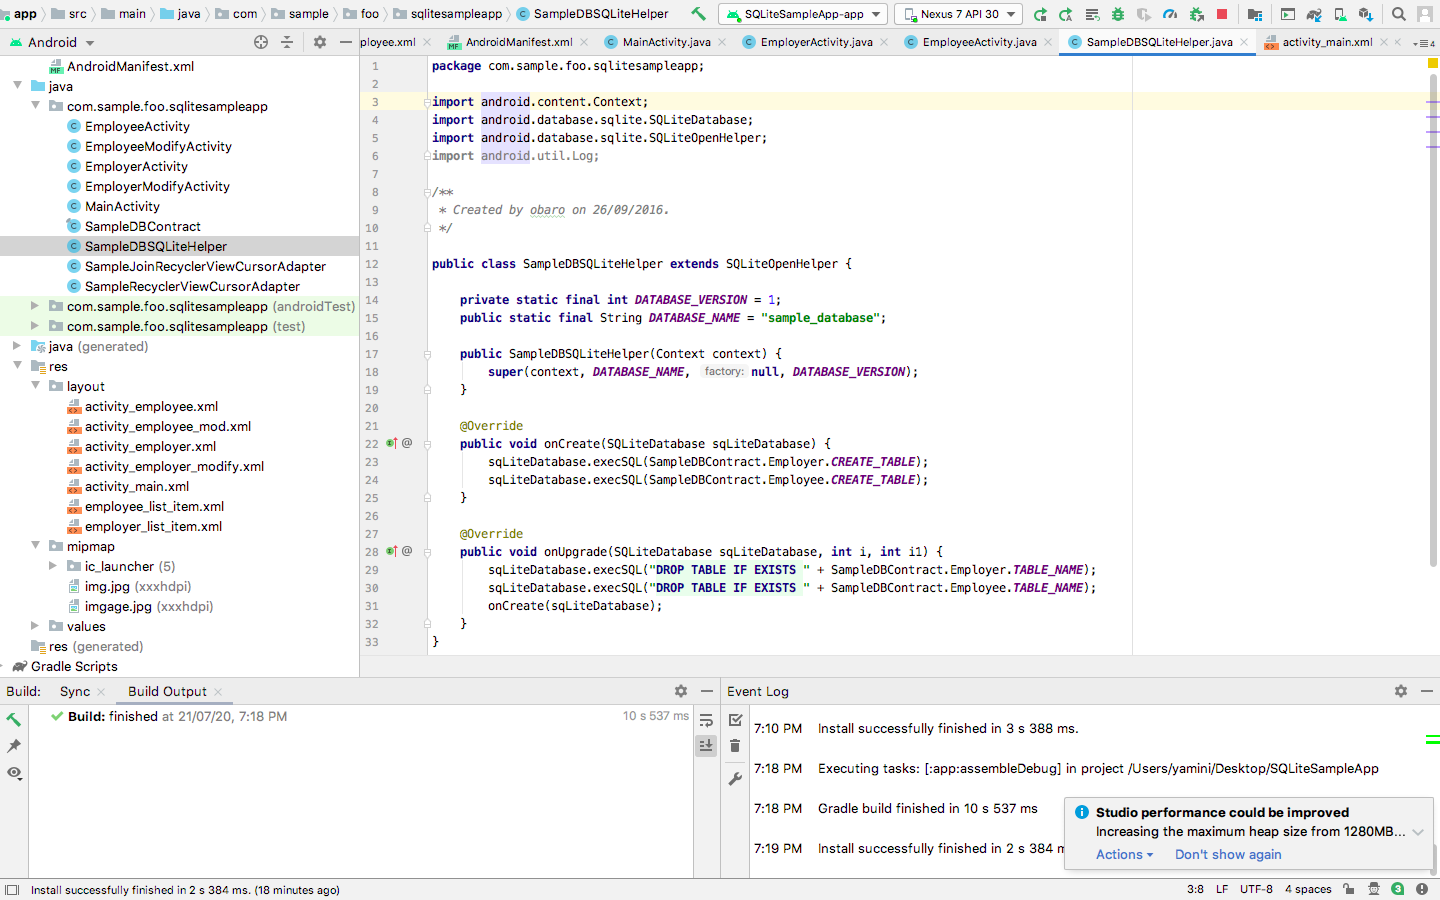 app src main java com sample foo sqlitesampleapp SampleDBSQLiteHelper SQLiteSampleApp-app Nexus 7 API 30
Android
ployee.xml AndroidManifest.xml MainActivity.java EmployerActivity.java EmployeeActivity.java SampleDBSQLiteHelper.java activity_main.xml 4
AndroidManifest.xml
java
com.sample.foo.sqlitesampleapp
EmployeeActivity
EmployeeModifyActivity
EmployerActivity
EmployerModifyActivity
MainActivity
SampleDBContract
SampleDBSQLiteHelper
SampleJoinRecyclerViewCursorAdapter
SampleRecyclerViewCursorAdapter
com.sample.foo.sqlitesampleapp (androidTest)
com.sample.foo.sqlitesampleapp (test)
java (generated)
res
layout
activity_employee.xml
activity_employee_mod.xml
activity_employer.xml
activity_employer_modify.xml
activity_main.xml
employee_list_item.xml
employer_list_item.xml
mipmap
ic_launcher (5)
img.jpg (xxxhdpi)
imgage.jpg (xxxhdpi)
values
res (generated)
Gradle Scripts
1 package com.sample.foo.sqlitesampleapp;
2
3 import android.content.Context;
4 import android.database.sqlite.SQLiteDatabase;
5 import android.database.sqlite.SQLiteOpenHelper;
6 import android.util.Log;
7
8 /**
9 * Created by obaro on 26/09/2016.
10 */
11
12 public class SampleDBSQLiteHelper extends SQLiteOpenHelper {
13
14 private static final int DATABASE_VERSION = 1;
15 public static final String DATABASE_NAME = "sample_database";
16
17 public SampleDBSQLiteHelper(Context context) {
18 super(context, DATABASE_NAME, factory: null, DATABASE_VERSION);
19 }
20
21 @Override
22 @ public void onCreate(SQLiteDatabase sqLiteDatabase) {
23 sqLiteDatabase.execSQL(SampleDBContract.Employer.CREATE_TABLE);
24 sqLiteDatabase.execSQL(SampleDBContract.Employee.CREATE_TABLE);
25 }
26
27 @Override
28 @ public void onUpgrade(SQLiteDatabase sqLiteDatabase, int i, int i1) {
29 sqLiteDatabase.execSQL("DROP TABLE IF EXISTS " + SampleDBContract.Employer.TABLE_NAME);
30 sqLiteDatabase.execSQL("DROP TABLE IF EXISTS " + SampleDBContract.Employee.TABLE_NAME);
31 onCreate(sqLiteDatabase);
32 }
33 }
Build: Sync Build Output
Build: finished at 21/07/20, 7:18 PM 10 s 537 ms
Event Log
7:10 PM Install successfully finished in 3 s 388 ms.
7:18 PM Executing tasks: [:app:assembleDebug] in project /Users/yamini/Desktop/SQLiteSampleApp
7:18 PM Gradle build finished in 10 s 537 ms
7:19 PM Install successfully finished in 2 s 384 m
Studio performance could be improved
Increasing the maximum heap size from 1280MB...
Actions Don't show again
Install successfully finished in 2 s 384 ms. (18 minutes ago) 3:8 LF UTF-8 4 spaces 3